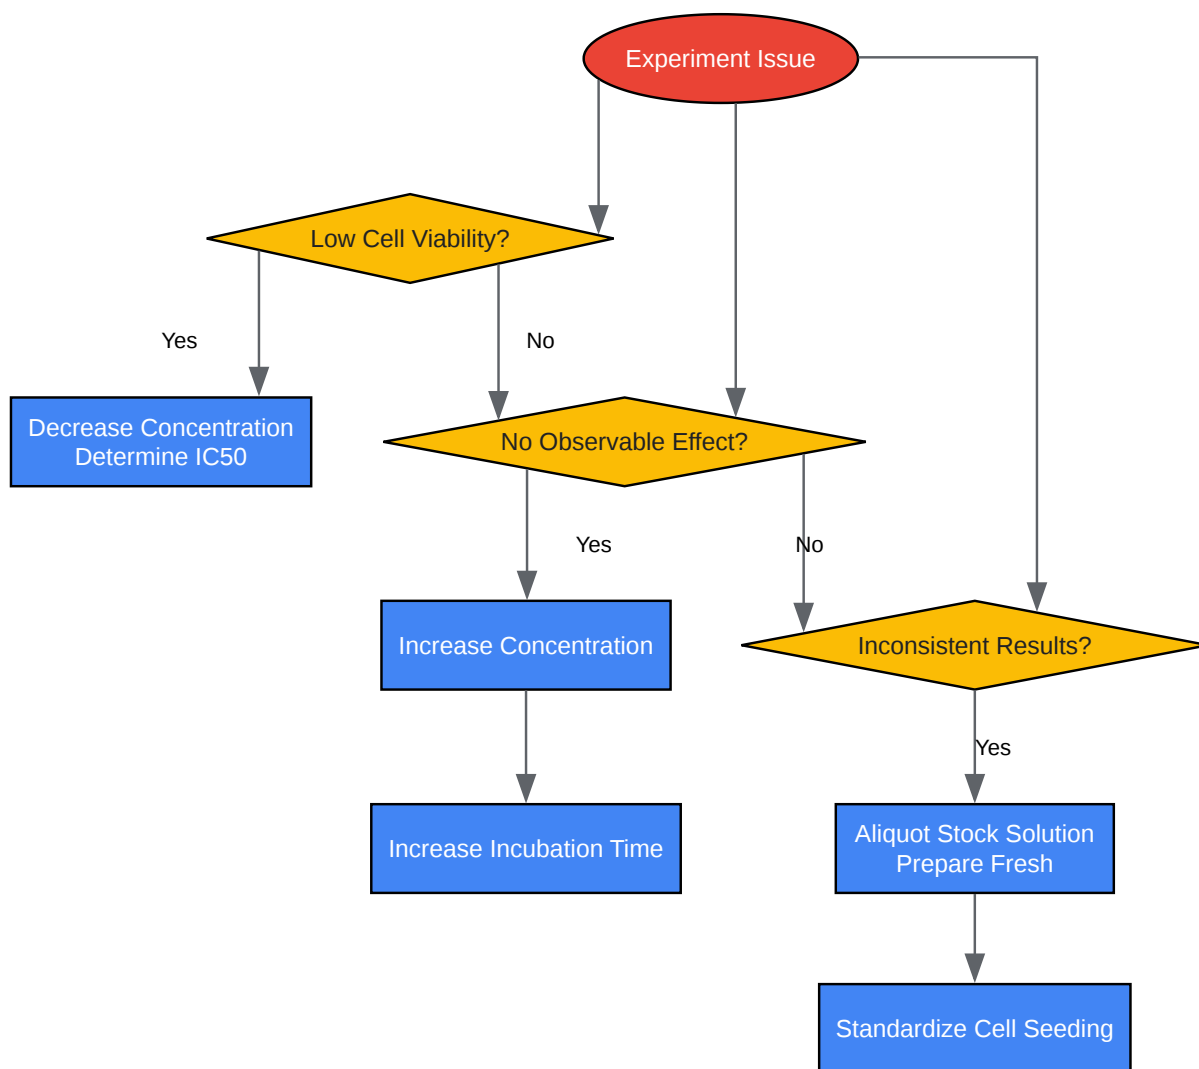 Experiment Issue
Low Cell Viability?
Yes
No
Decrease Concentration
Determine IC50
No Observable Effect?
Yes
No
Increase Concentration
Inconsistent Results?
Yes
Increase Incubation Time
Aliquot Stock Solution
Prepare Fresh
Standardize Cell Seeding